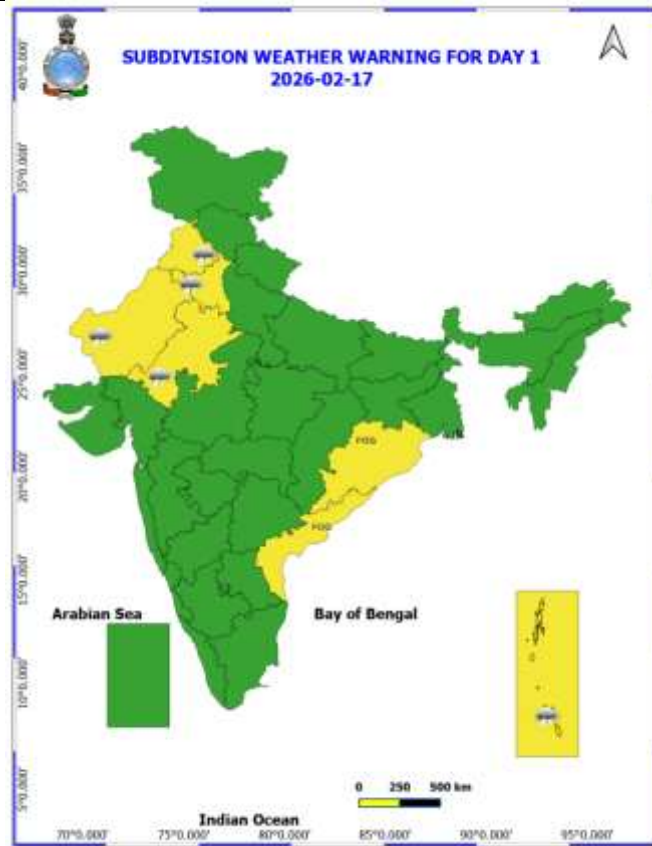 SUBDIVISION WEATHER WARNING FOR DAY 1
2026-02-17
40°0.000'
35°0.000'
30°0.000'
25°0.000'
20°0.000'
15°0.000'
10°0.000'
5°0.000'
FOG
FOG
Arabian Sea
Bay of Bengal
0 250 500 km
Indian Ocean
70°0.000' 75°0.000' 80°0.000' 85°0.000' 90°0.000' 95°0.000'